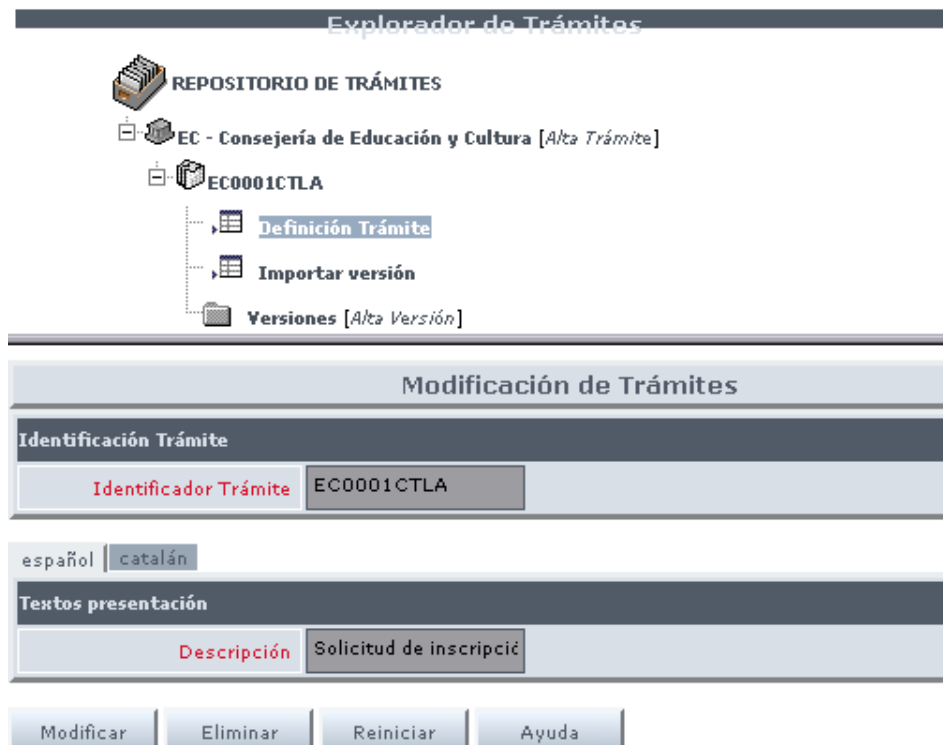 Explorador de Trámites
REPOSITORIO DE TRÁMITES
EC - Consejería de Educación y Cultura [Alta Trámite]
EC0001CTLA
Definición Trámite
Importar versión
Versiones [Alta Versión]
Modificación de Trámites
Identificación Trámite
Identificador Trámite EC0001CTLA
español catalán
Textos presentación
Descripción Solicitud de inscripció
Modificar Eliminar Reiniciar Ayuda